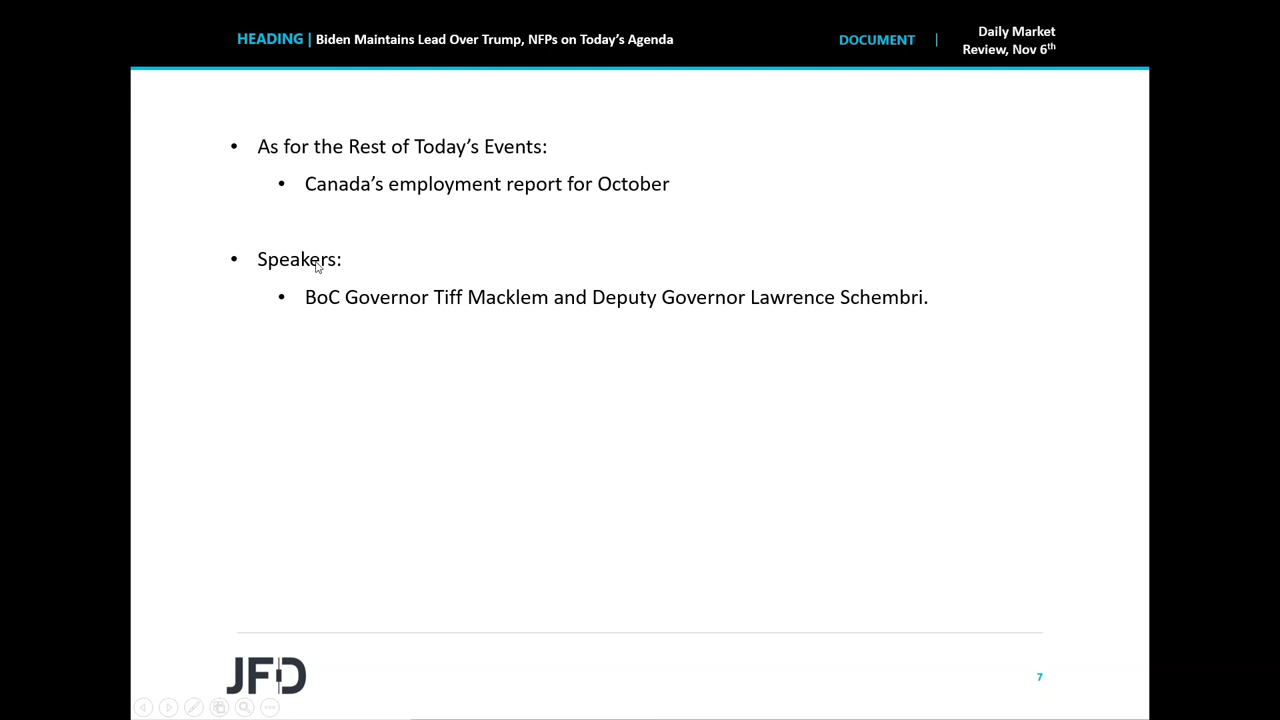 HEADING | Biden Maintains Lead Over Trump, NFPs on Today’s Agenda
DOCUMENT |
Daily Market
Review, Nov 6th
• As for the Rest of Today’s Events:
• Canada’s employment report for October
• Speakers:
• BoC Governor Tiff Macklem and Deputy Governor Lawrence Schembri.
JFD
7